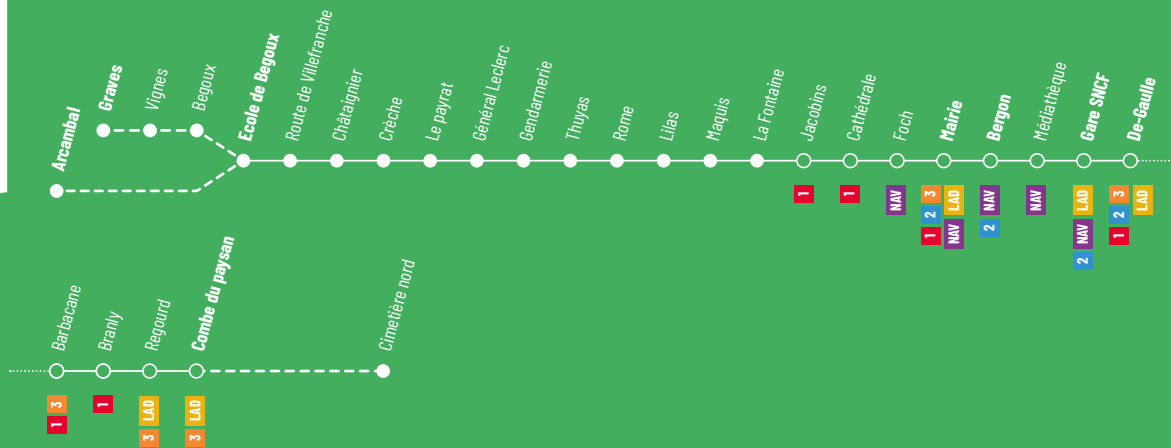 Arcambal
Graves
Vignes
Begoux
Ecole de Begoux
Route de Villefranche
Châtaignier
Crèche
Le payrat
Général Leclerc
Gendarmerie
Thuyas
Rome
Lilas
Maquis
La Fontaine
Jacobins
1
Cathédrale
1
Foch
NAV
Mairie
1 2 3
NAV LAD
Bergon
2 NAV
Médiathèque
NAV
Gare SNCF
2 NAV LAD
De-Gaulle
1 2 3
LAD
Barbacane
1 3
Branly
1
Regourd
3 LAD
Combe du paysan
3 LAD
Cimetière nord